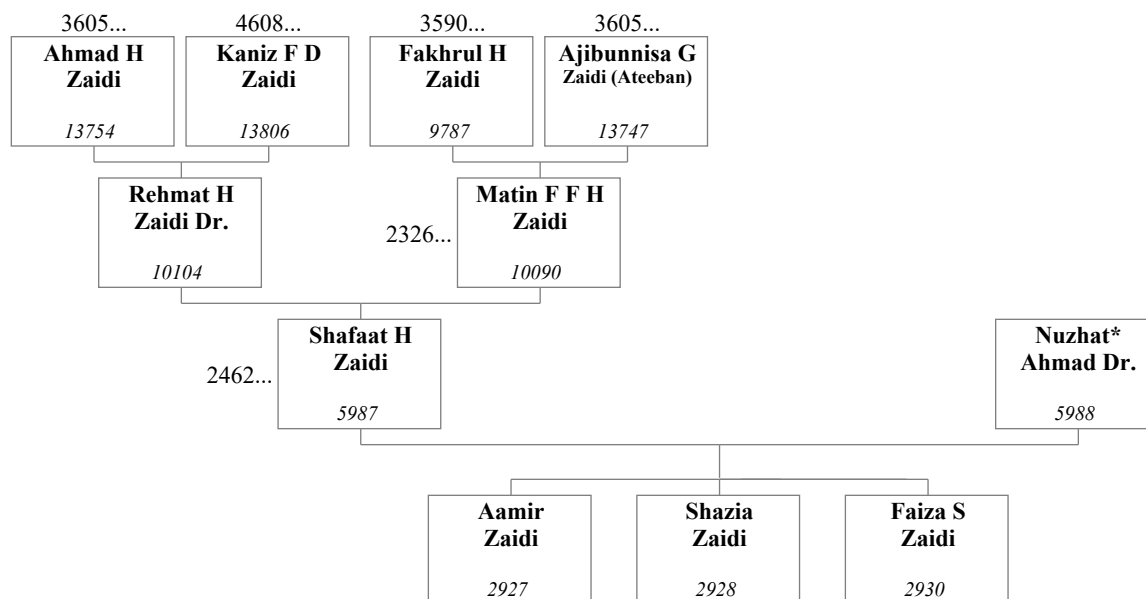 3605... 4608... 3590... 3605...
Ahmad H Kaniz F D Fakhrul H Ajibunnisa G
Zaidi Zaidi Zaidi Zaidi (Ateeban)
13754 13806 9787 13747
Rehmat H Matin F F H
Zaidi Dr. Zaidi
2326...
10104 10090
Shafaat H Nuzhat*
Zaidi Ahmad Dr.
2462...
5987 5988
Aamir Shazia Faiza S
Zaidi Zaidi Zaidi
2927 2928 2930